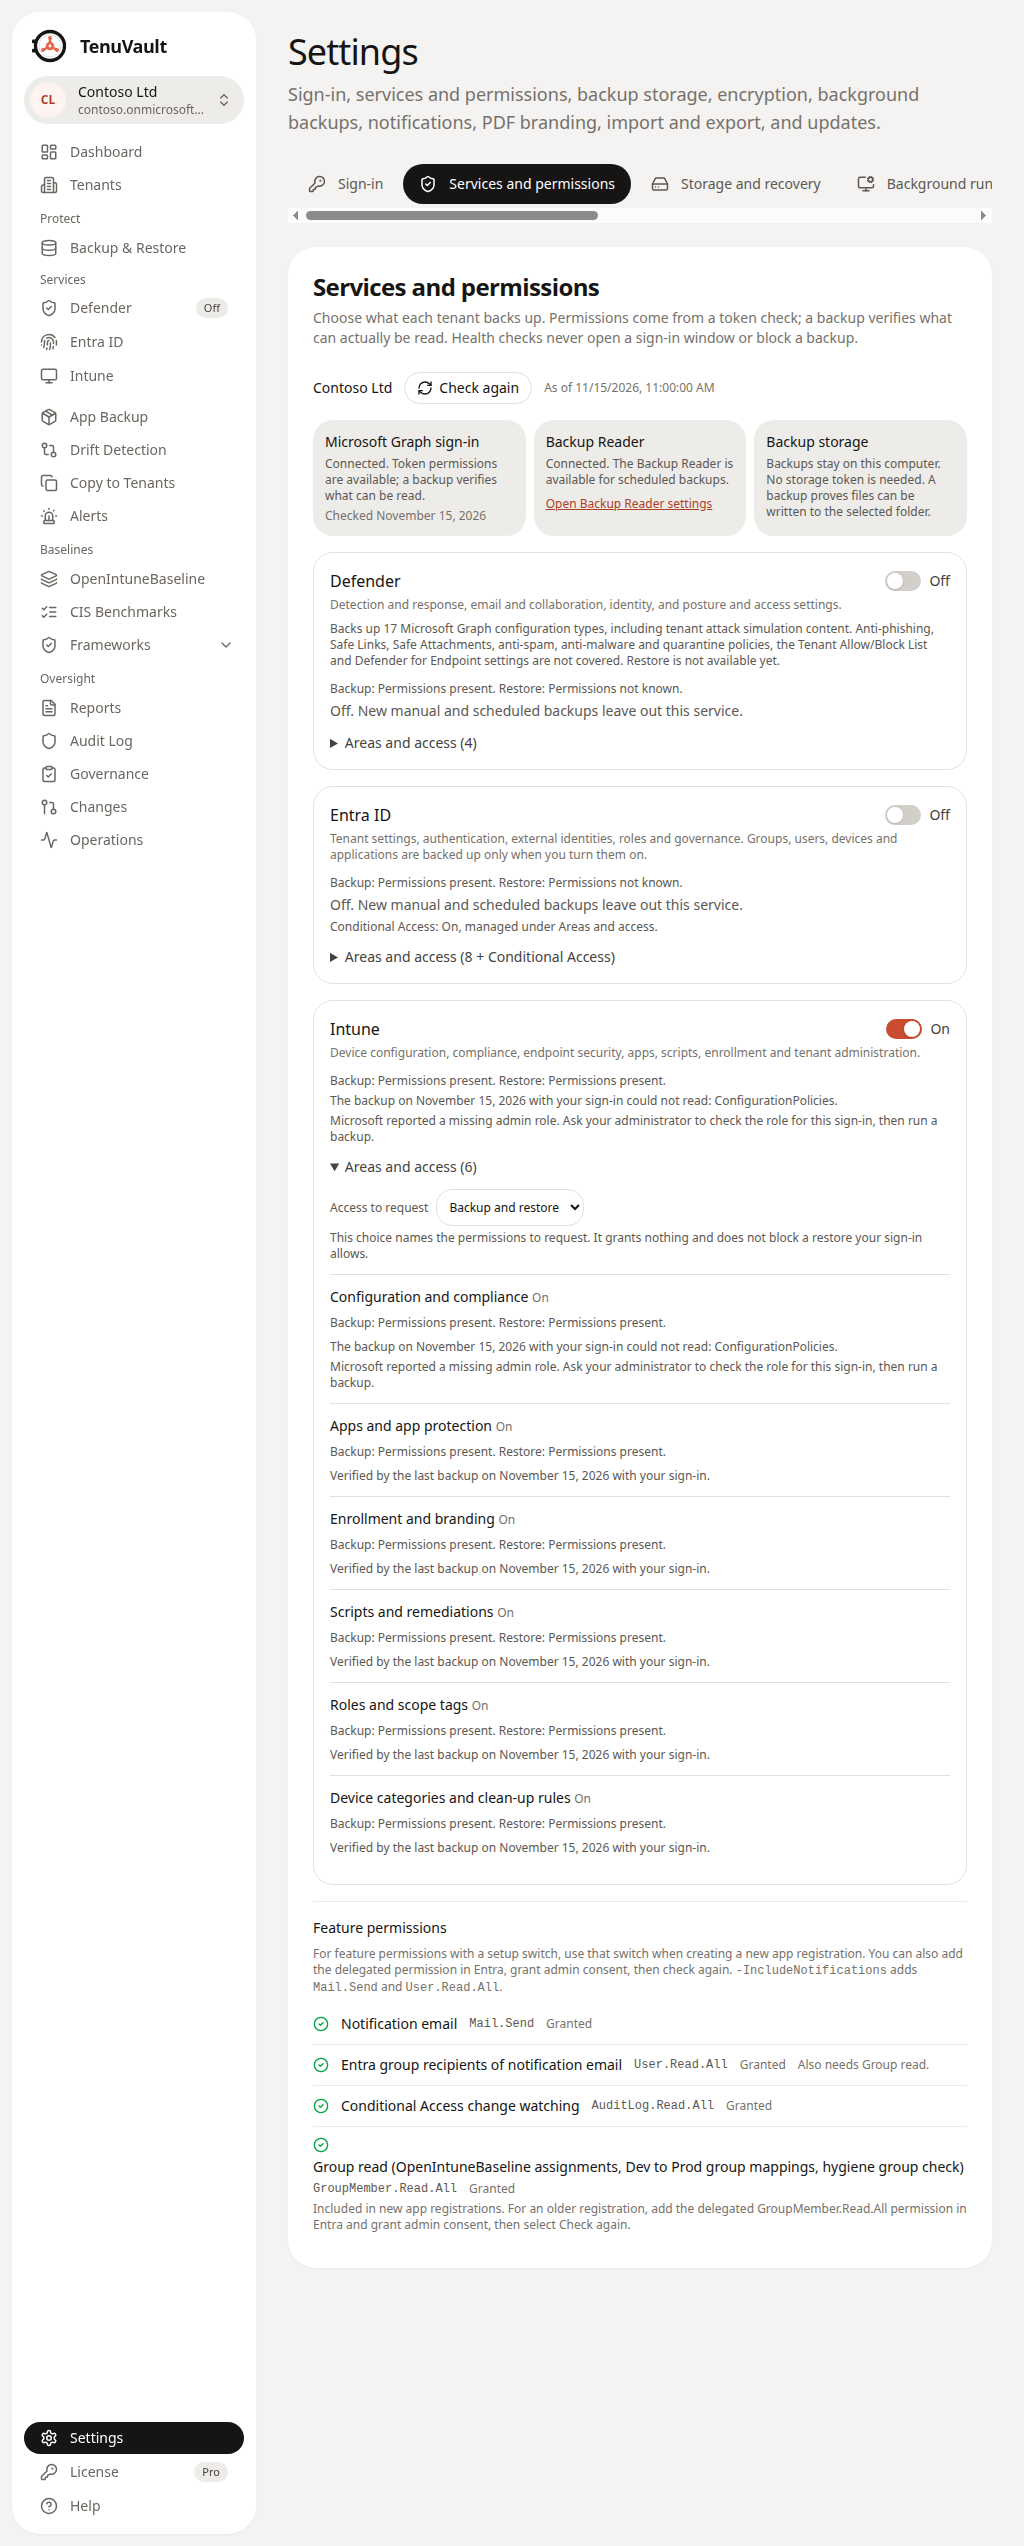 TenuVault
CL
Contoso Ltd
contoso.onmicrosoft...
Dashboard
Tenants
Protect
Backup & Restore
Services
Defender Off
Entra ID
Intune
App Backup
Drift Detection
Copy to Tenants
Alerts
Baselines
OpenIntuneBaseline
CIS Benchmarks
Frameworks
Oversight
Reports
Audit Log
Governance
Changes
Operations
Settings
License Pro
Help
Settings
Sign-in, services and permissions, backup storage, encryption, background
backups, notifications, PDF branding, import and export, and updates.
Sign-in Services and permissions Storage and recovery Background run
Services and permissions
Choose what each tenant backs up. Permissions come from a token check; a backup verifies what
can actually be read. Health checks never open a sign-in window or block a backup.
Contoso Ltd Check again As of 11/15/2026, 11:00:00 AM
Microsoft Graph sign-in
Connected. Token permissions
are available; a backup verifies
what can be read.
Checked November 15, 2026
Backup Reader
Connected. The Backup Reader is
available for scheduled backups.
Open Backup Reader settings
Backup storage
Backups stay on this computer.
No storage token is needed. A
backup proves files can be
written to the selected folder.
Defender Off
Detection and response, email and collaboration, identity, and posture and access settings.
Backs up 17 Microsoft Graph configuration types, including tenant attack simulation content. Anti-phishing,
Safe Links, Safe Attachments, anti-spam, anti-malware and quarantine policies, the Tenant Allow/Block List
and Defender for Endpoint settings are not covered. Restore is not available yet.
Backup: Permissions present. Restore: Permissions not known.
Off. New manual and scheduled backups leave out this service.
Areas and access (4)
Entra ID Off
Tenant settings, authentication, external identities, roles and governance. Groups, users, devices and
applications are backed up only when you turn them on.
Backup: Permissions present. Restore: Permissions not known.
Off. New manual and scheduled backups leave out this service.
Conditional Access: On, managed under Areas and access.
Areas and access (8 + Conditional Access)
Intune On
Device configuration, compliance, endpoint security, apps, scripts, enrollment and tenant administration.
Backup: Permissions present. Restore: Permissions present.
The backup on November 15, 2026 with your sign-in could not read: ConfigurationPolicies.
Microsoft reported a missing admin role. Ask your administrator to check the role for this sign-in, then run a
backup.
Areas and access (6)
Access to request Backup and restore
This choice names the permissions to request. It grants nothing and does not block a restore your sign-in
allows.
Configuration and compliance On
Backup: Permissions present. Restore: Permissions present.
The backup on November 15, 2026 with your sign-in could not read: ConfigurationPolicies.
Microsoft reported a missing admin role. Ask your administrator to check the role for this sign-in, then run a
backup.
Apps and app protection On
Backup: Permissions present. Restore: Permissions present.
Verified by the last backup on November 15, 2026 with your sign-in.
Enrollment and branding On
Backup: Permissions present. Restore: Permissions present.
Verified by the last backup on November 15, 2026 with your sign-in.
Scripts and remediations On
Backup: Permissions present. Restore: Permissions present.
Verified by the last backup on November 15, 2026 with your sign-in.
Roles and scope tags On
Backup: Permissions present. Restore: Permissions present.
Verified by the last backup on November 15, 2026 with your sign-in.
Device categories and clean-up rules On
Backup: Permissions present. Restore: Permissions present.
Verified by the last backup on November 15, 2026 with your sign-in.
Feature permissions
For feature permissions with a setup switch, use that switch when creating a new app registration. You can also add
the delegated permission in Entra, grant admin consent, then check again. -IncludeNotifications adds
Mail.Send and User.Read.All.
Notification email Mail.Send Granted
Entra group recipients of notification email User.Read.All Granted Also needs Group read.
Conditional Access change watching AuditLog.Read.All Granted
Group read (OpenIntuneBaseline assignments, Dev to Prod group mappings, hygiene group check)
GroupMember.Read.All Granted
Included in new app registrations. For an older registration, add the delegated GroupMember.Read.All permission in
Entra and grant admin consent, then select Check again.